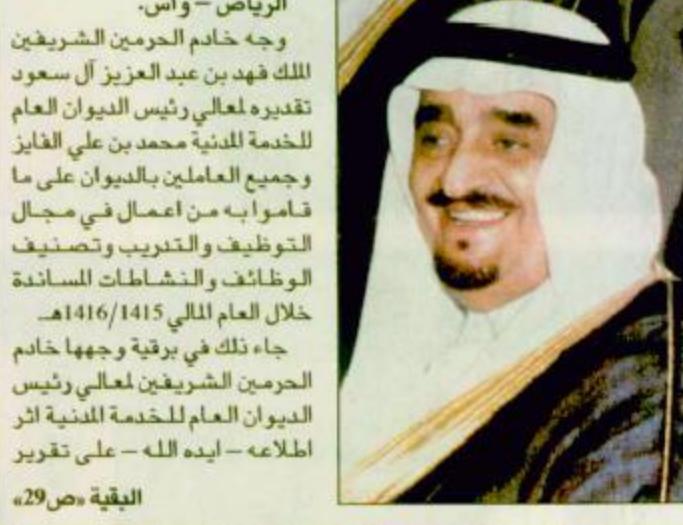 الرياض – واس.
وجه خادم الحرمين الشريفين
الملك فهد بن عبد العزيز آل سعود
تقديره لمعالي رئيس الديوان العام
للخدمة المدنية محمد بن علي الفايز
وجميع العاملين بالديوان على ما
قاموا به من اعمال في مجال
التوظيف والتدريب وتصنيف
الوظائف والنشاطات المساندة
خلال العام المالي 1416/1415هـ
جاء ذلك في برقية وجهها خادم
الحرمين الشريفين لمعالي رئيس
الديوان العام للخدمة المدنية اثر
اطلاعه – ايده الله – على تقرير
البقية «ص29»